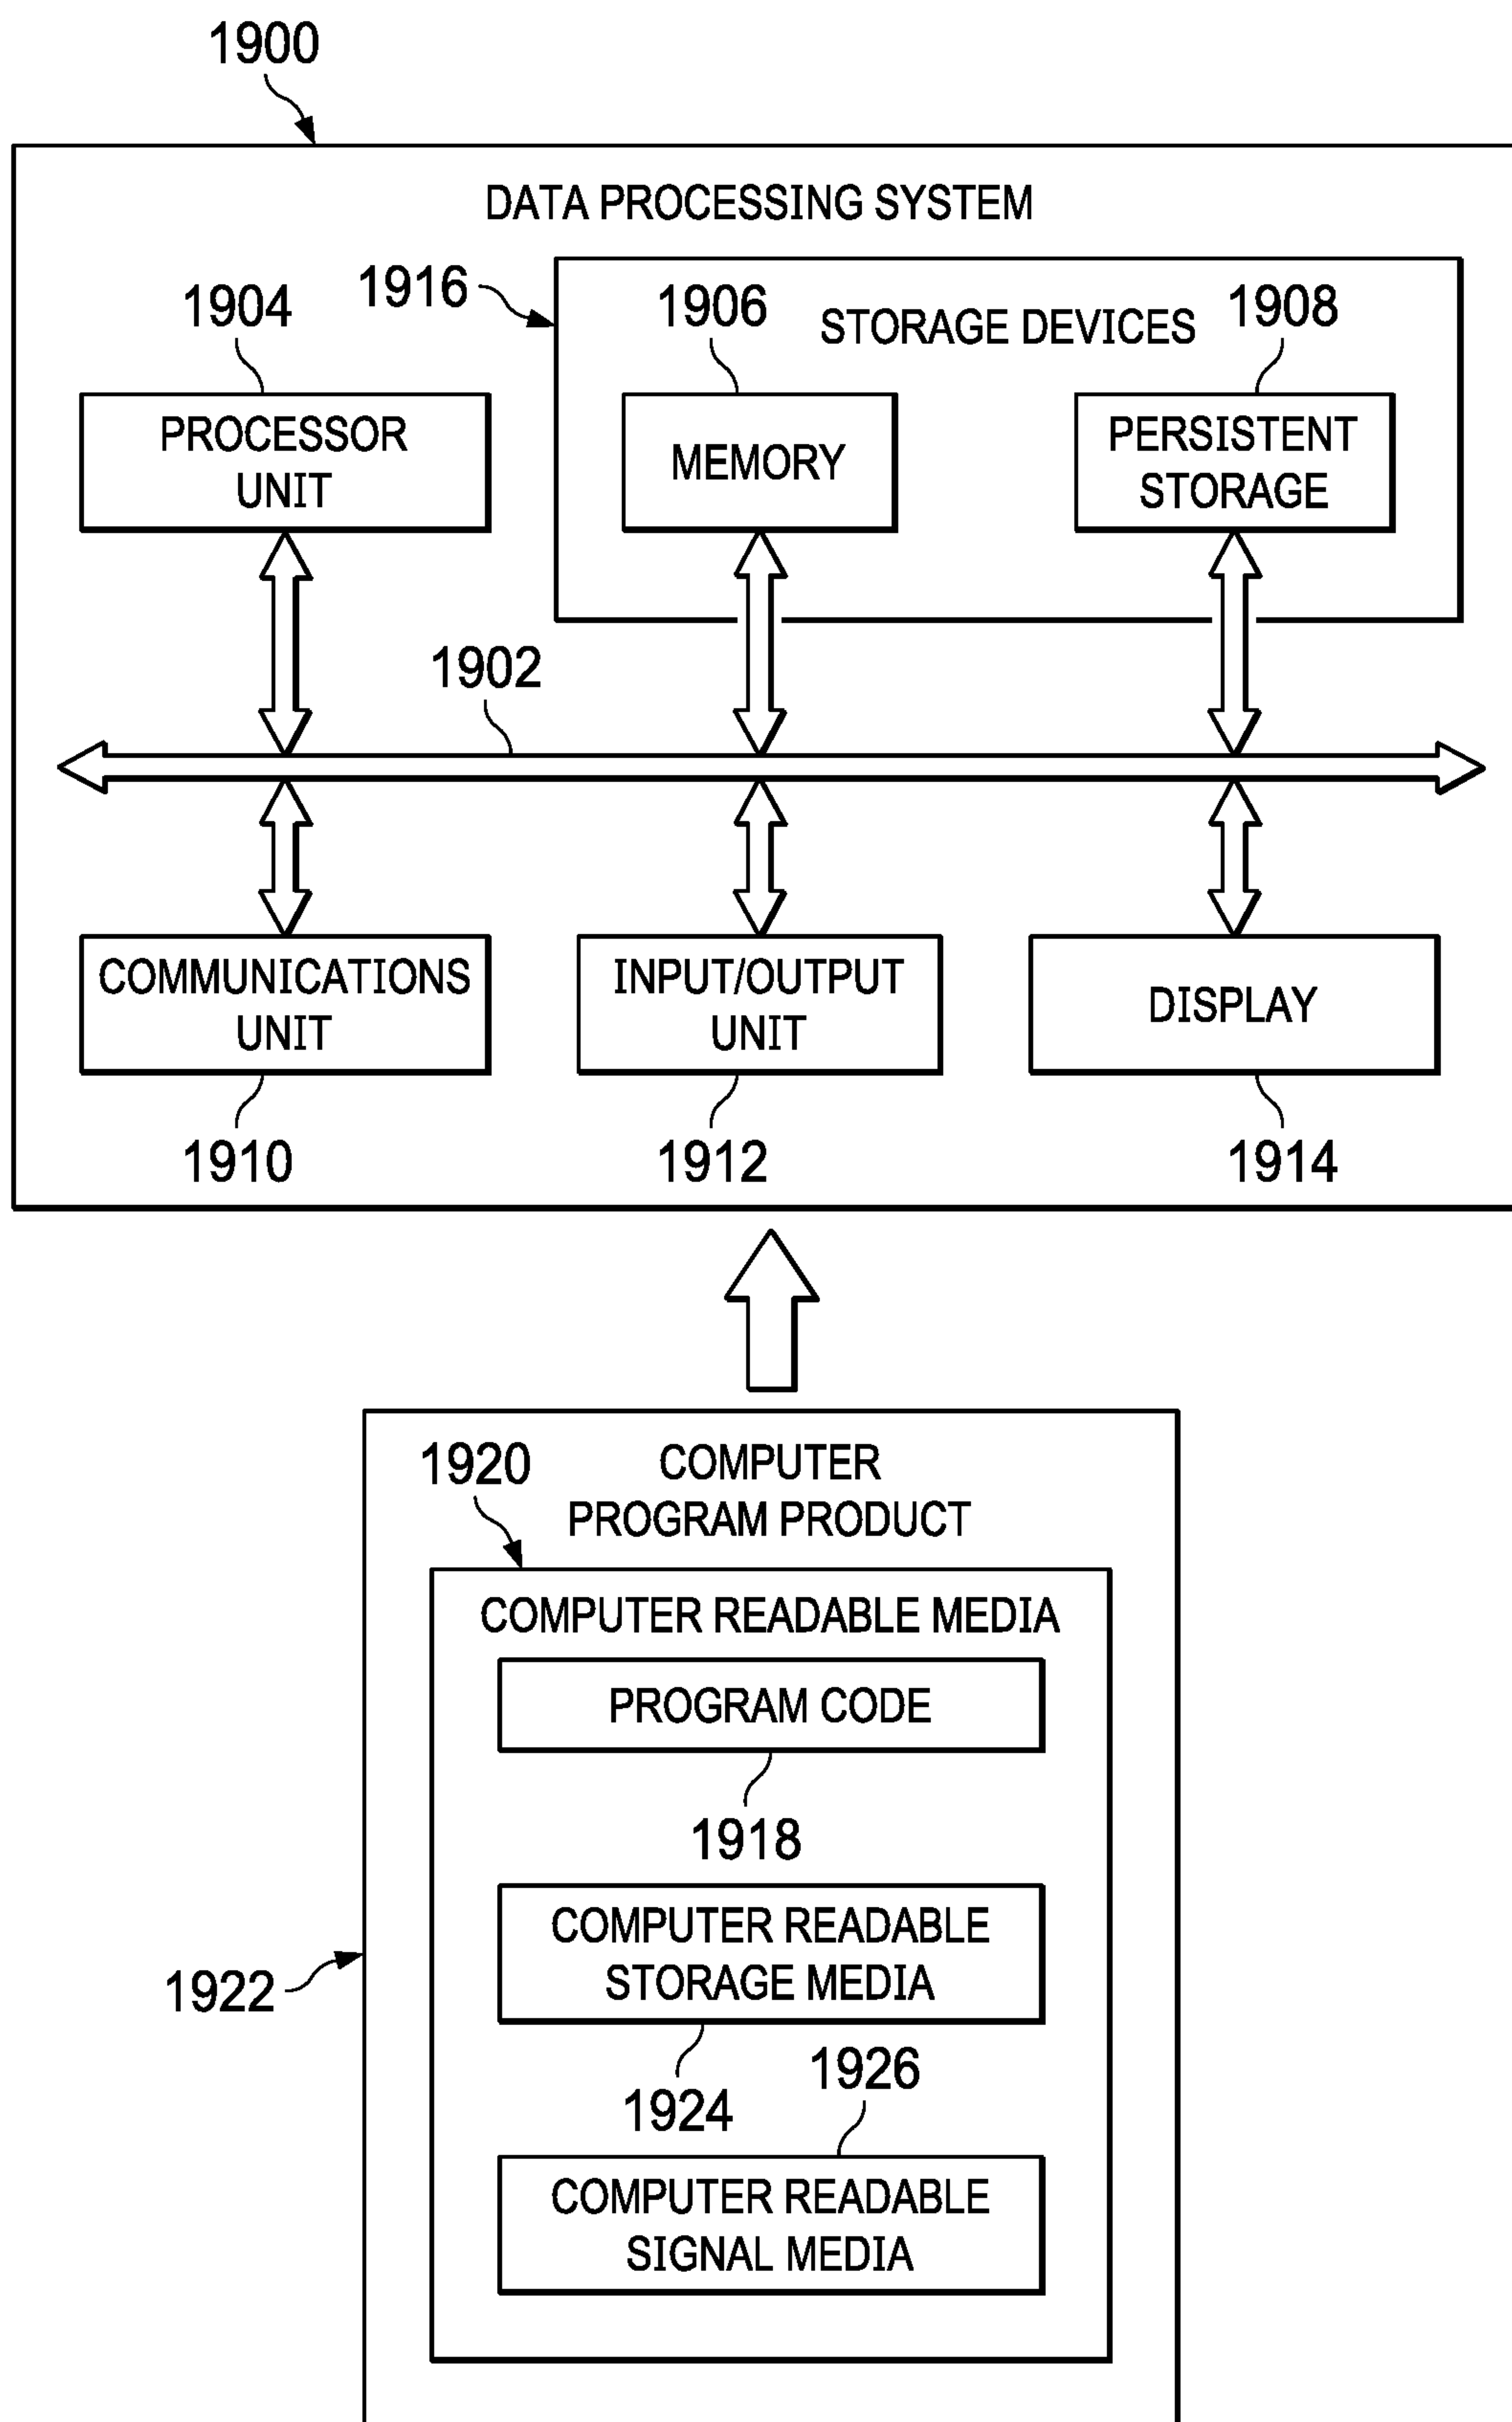 1900
DATA PROCESSING SYSTEM
1916
STORAGE DEVICES
1904
1906
1908
PROCESSOR
UNIT
MEMORY
PERSISTENT
STORAGE
1902
COMMUNICATIONS
UNIT
INPUT/OUTPUT
UNIT
DISPLAY
1910
1912
1914
COMPUTER
PROGRAM PRODUCT
1920
COMPUTER READABLE MEDIA
PROGRAM CODE
1918
COMPUTER READABLE
STORAGE MEDIA
1922
1924
1926
COMPUTER READABLE
SIGNAL MEDIA